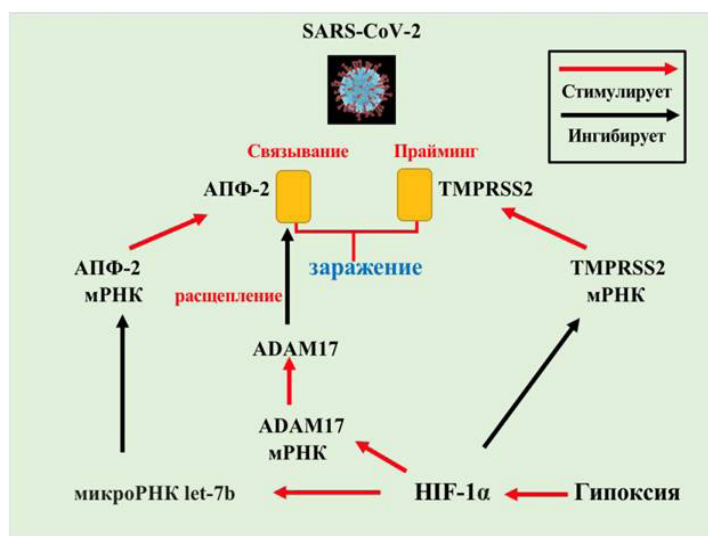 SARS-CoV-2
Стимулирует
Ингибирует
Связывание
Прайминг
АПФ-2
TMPRSS2
заражение
АПФ-2
мРНК
расщепление
TMPRSS2
мРНК
ADAM17
ADAM17
мРНК
микроРНК let-7b
HIF-1α
Гипоксия